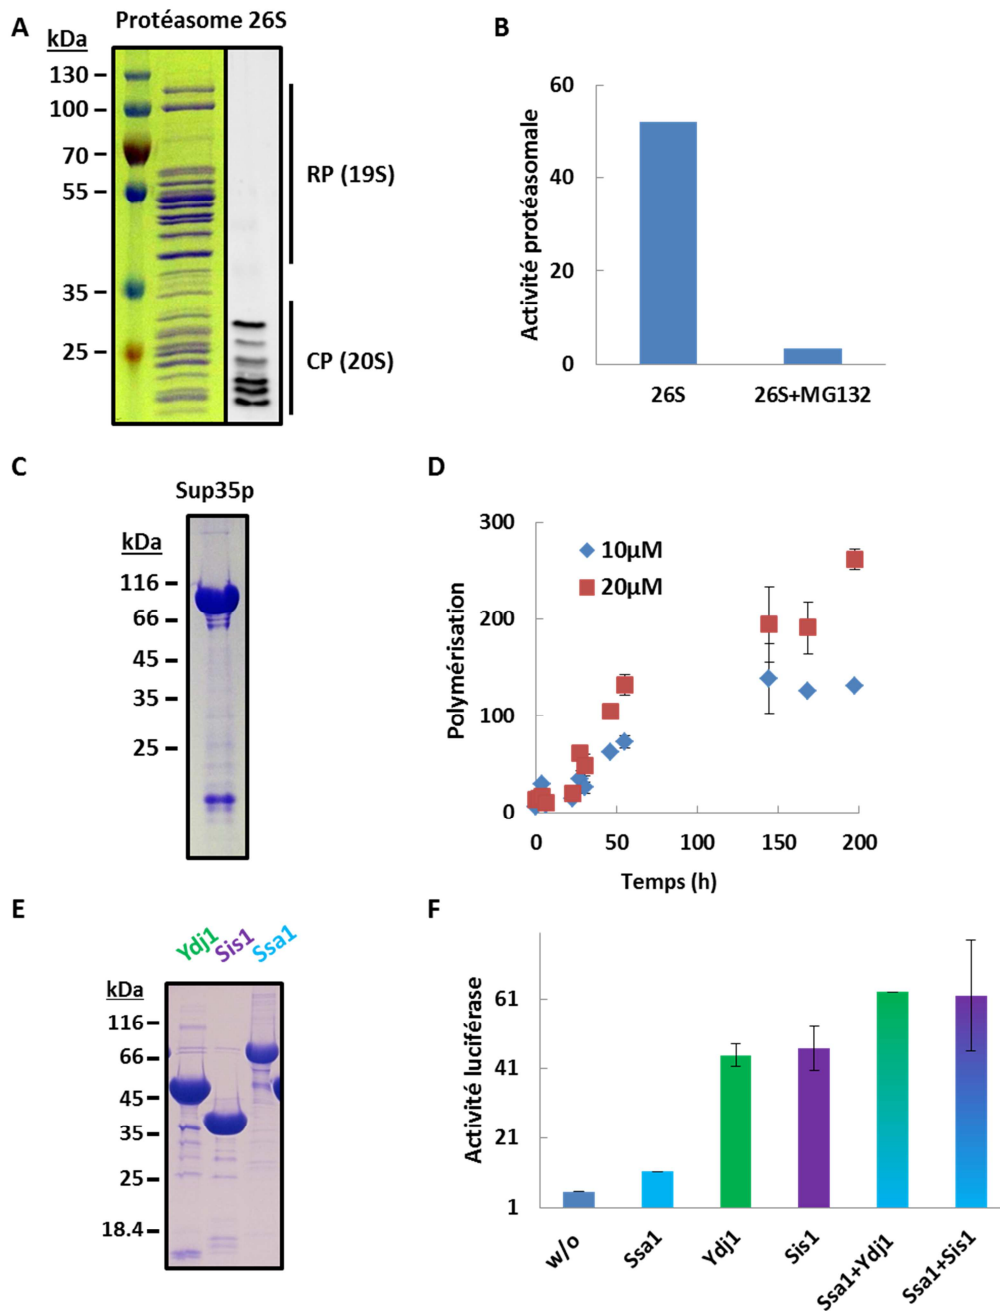 A
Protéasome 26S
kDa
130
100
70
55
35
25
RP (19S)
CP (20S)
B
Activité protéasomale
60
40
20
0
26S
26S+MG132
C
Sup35p
kDa
116
66
45
35
25
D
Polymérisation
300
200
100
0
10µM
20µM
0 50 100 150 200
Temps (h)
E
Ydj1 Sis1 Ssa1
kDa
116
66
45
35
25
18.4
F
Activité luciférase
61
41
21
1
w/o
Ssa1
Ydj1
Sis1
Ssa1+Ydj1
Ssa1+Sis1